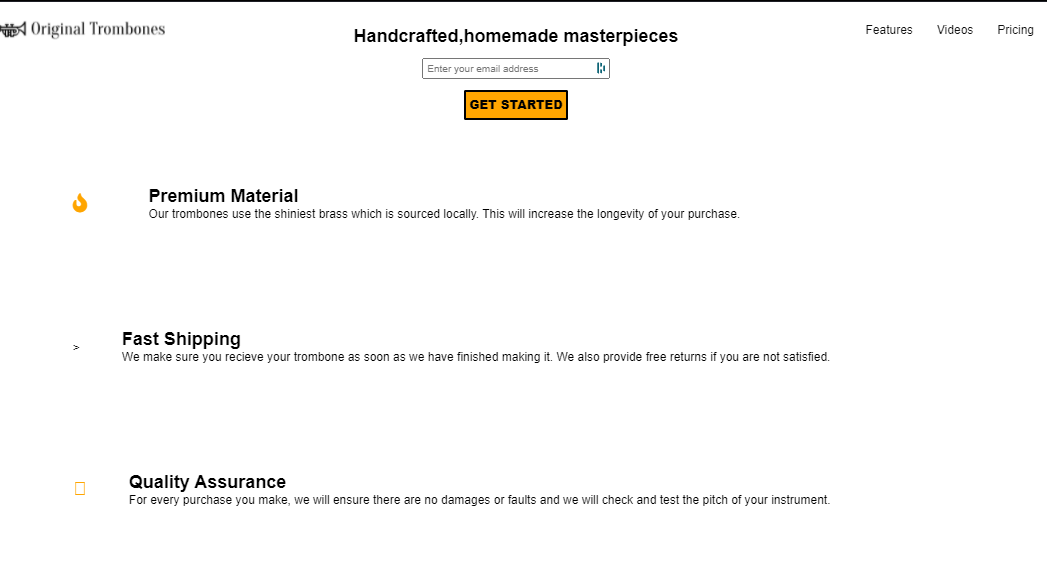 Original Trombones
Features Videos Pricing
Handcrafted,homemade masterpieces
Enter your email address
GET STARTED
Premium Material
Our trombones use the shiniest brass which is sourced locally. This will increase the longevity of your purchase.
>
Fast Shipping
We make sure you recieve your trombone as soon as we have finished making it. We also provide free returns if you are not satisfied.
Quality Assurance
For every purchase you make, we will ensure there are no damages or faults and we will check and test the pitch of your instrument.